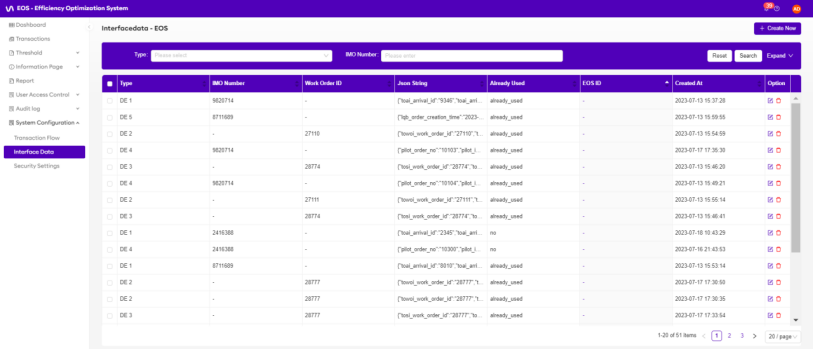 EOS - Efficiency Optimization System
AD
Dashboard
Transactions
Threshold
Information Page
Report
User Access Control
Audit log
System Configuration
Transaction Flow
Interface Data
Security Settings
Interfacedata - EOS
+ Create Now
Type: Please select
IMO Number: Please enter
Reset Search Expand
Type IMO Number Work Order ID Json String Already Used EOS ID Created At Option
DE 1 9820714 - {"toai_arrival_id":"9346","toai_arri... already_used - 2023-07-13 15:37:28
DE 5 8711689 - {"lqb_order_creation_time":"2023-... already_used - 2023-07-13 15:59:55
DE 2 - 27110 {"towoi_work_order_id":"27110","t... already_used - 2023-07-13 15:54:59
DE 4 9820714 - {"pilot_order_no":"10103","pilot_l... already_used - 2023-07-17 17:35:30
DE 3 - 28774 {"tosi_work_order_id":"28774","to... already_used - 2023-07-13 15:46:20
DE 4 9820714 - {"pilot_order_no":"10104","pilot_l... already_used - 2023-07-13 15:49:21
DE 2 - 27111 {"towoi_work_order_id":"27111","t... already_used - 2023-07-13 15:55:14
DE 3 - 28774 {"tosi_work_order_id":"28774","to... already_used - 2023-07-13 15:46:41
DE 1 2416388 - {"toai_arrival_id":"2345","toai_arri... no - 2023-07-18 10:43:29
DE 4 2416388 - {"pilot_order_no":"10300","pilot_l... no - 2023-07-16 21:43:53
DE 1 8711689 - {"toai_arrival_id":"8810","toai_arri... already_used - 2023-07-13 15:53:14
DE 2 - 28777 {"towoi_work_order_id":"28777","t... already_used - 2023-07-17 17:30:50
DE 2 - 28777 {"towoi_work_order_id":"28777","t... already_used - 2023-07-17 17:30:35
DE 3 - 28777 {"tosi_work_order_id":"28777","to... already_used - 2023-07-17 17:33:54
1-20 of 51 items 1 2 3 20 / page